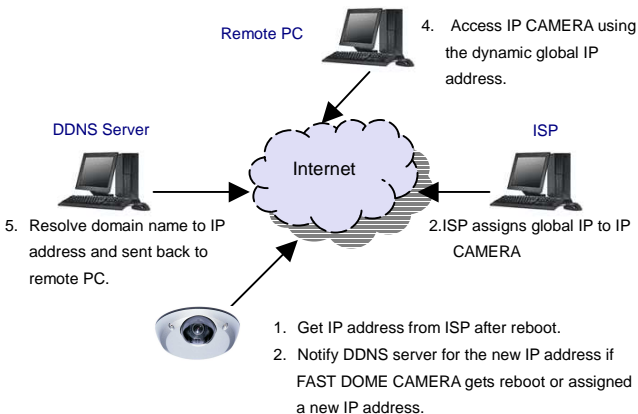 Remote PC
4. Access IP CAMERA using
the dynamic global IP
address.
DDNS Server
ISP
Internet
5. Resolve domain name to IP
address and sent back to
remote PC.
2.ISP assigns global IP to IP
CAMERA
1. Get IP address from ISP after reboot.
2. Notify DDNS server for the new IP address if
FAST DOME CAMERA gets reboot or assigned
a new IP address.